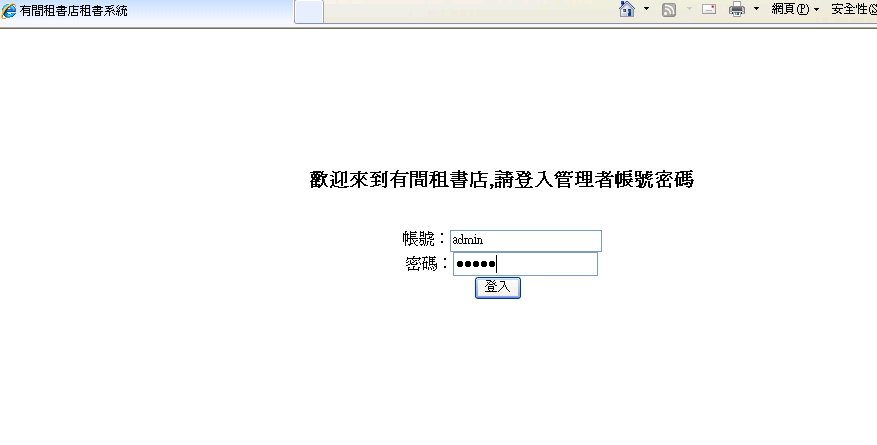 有間租書店租書系統
網頁(P) 安全性(S
歡迎來到有間租書店,請登入管理者帳號密碼
帳號：admin
密碼：●●●●●
登入